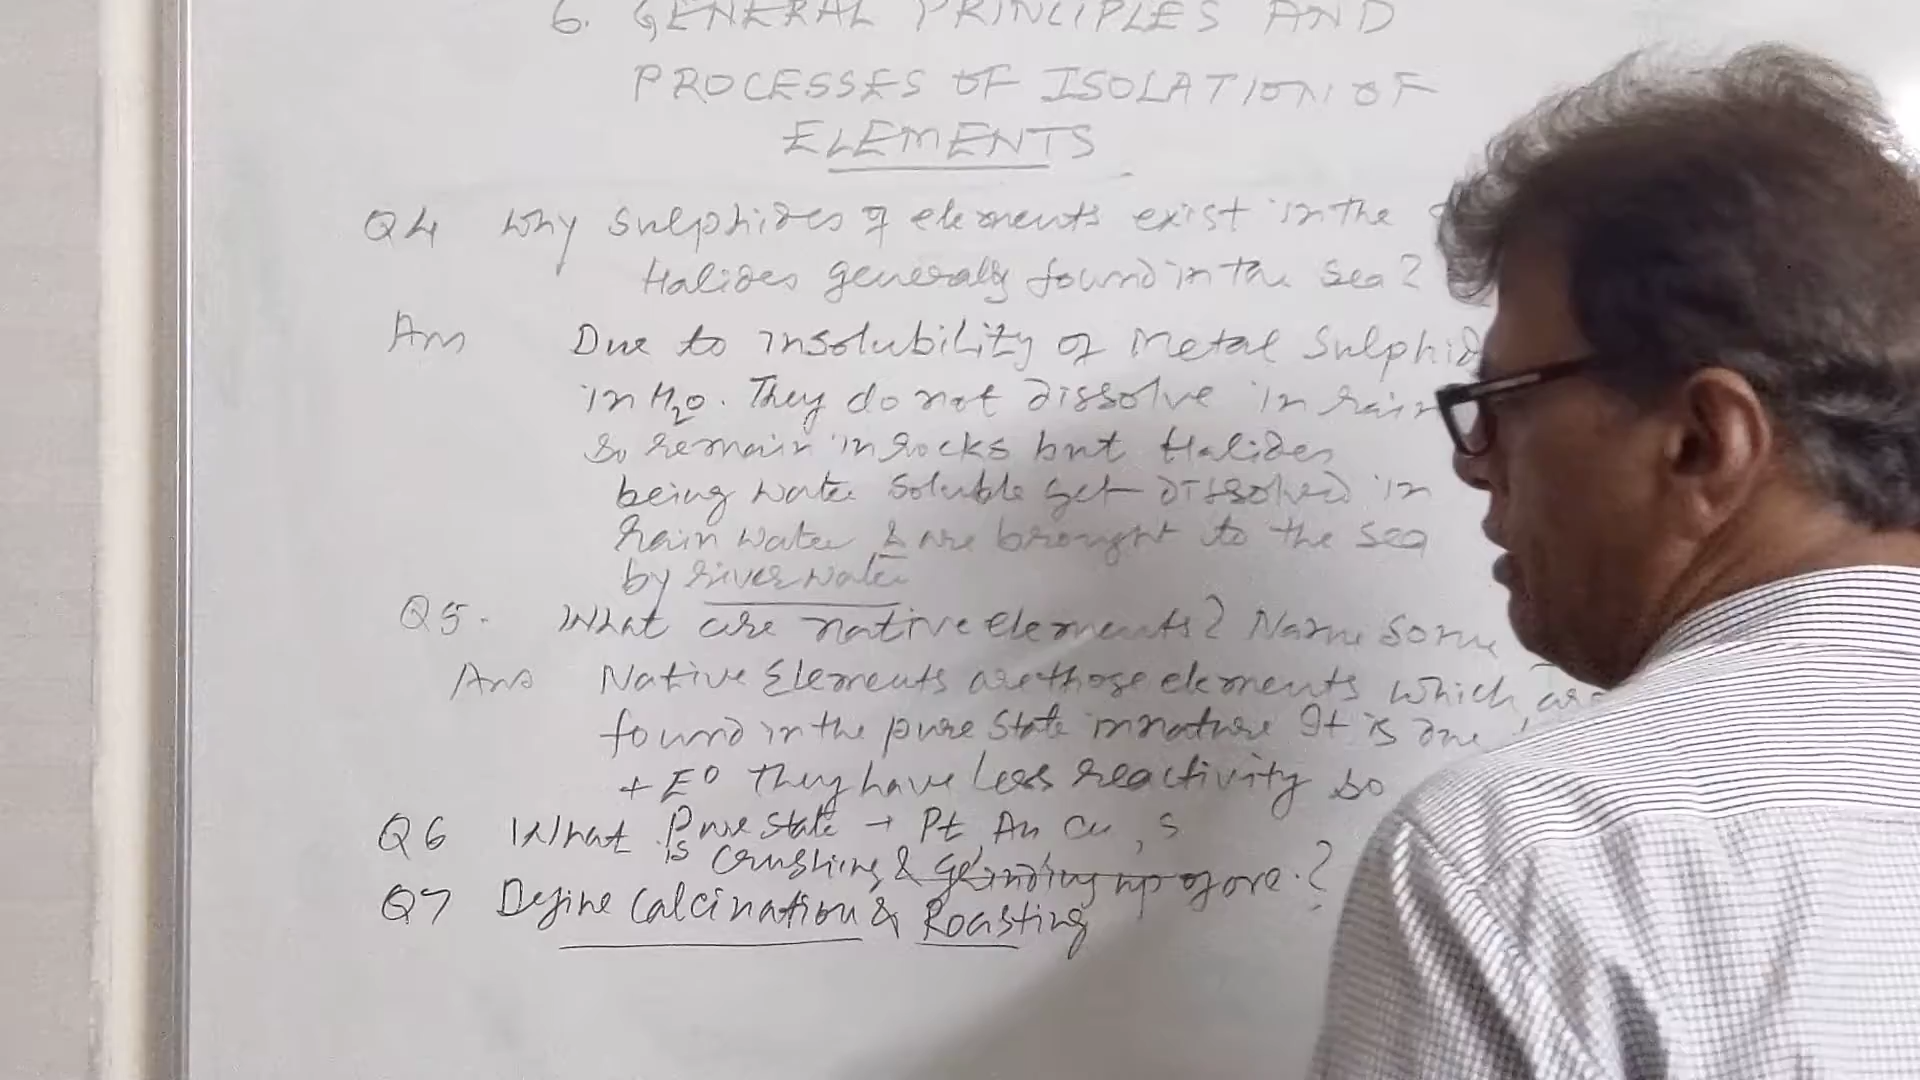 6. GENERAL PRINCIPLES AND
PROCESSES OF ISOLATION OF
ELEMENTS
Q4 Why Sulphides of elements exist in the
Halides generally found in the sea?
Ans Due to insolubility of Metal Sulphid
in H2O. They do not dissolve in rain
So remain in rocks but Halides
being water soluble get dissolved in
rain water & are brought to the sea
by river water
Q5. What are native elements? Name some
Ans Native Elements are those elements which are
found in the pure state in nature It is due
+ E° they have less reactivity so
Pure state → Pt Au Cu, S
Q6 What is crushing & grinding up of ore.?
Q7 Define Calcination & Roasting